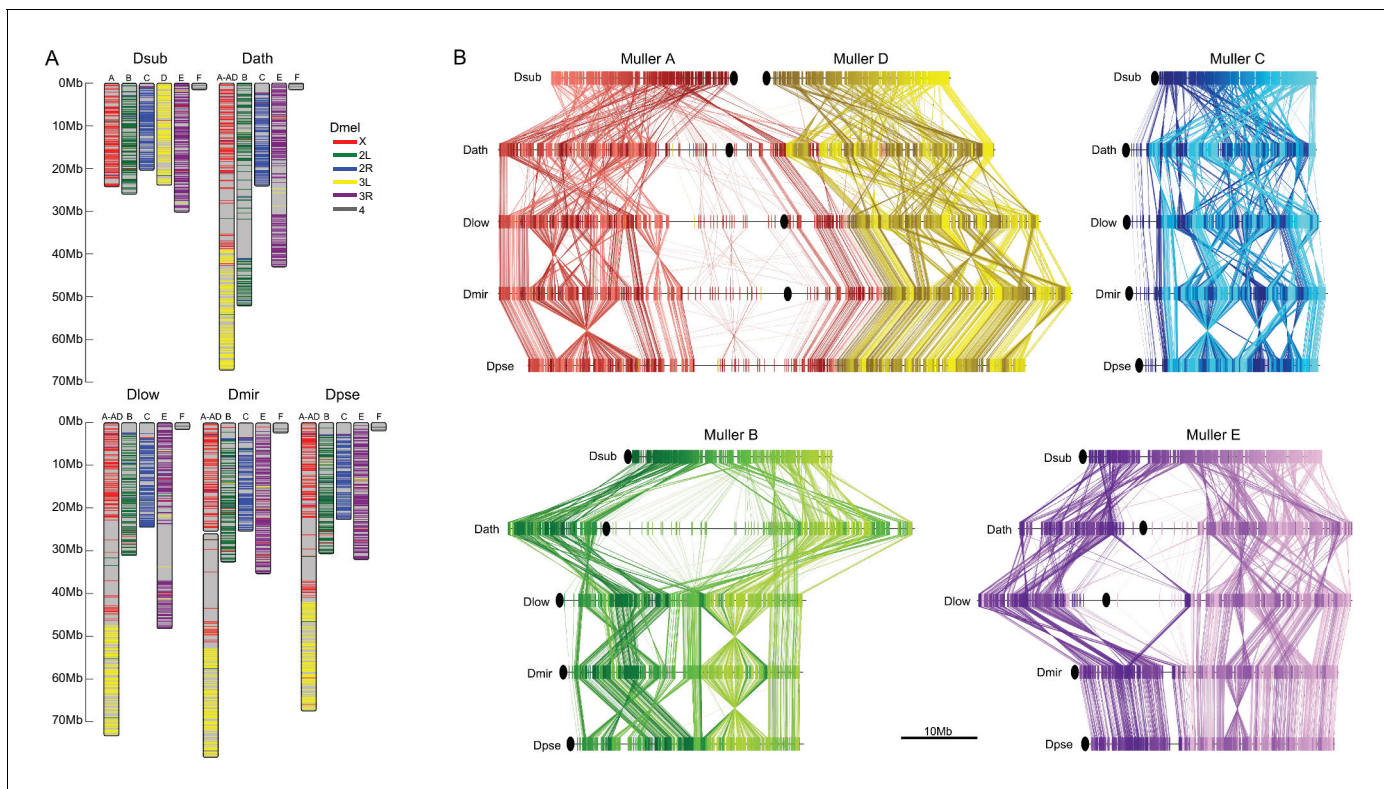 A
Dsub Dath
A B C D E F A-AD B C E F
0Mb
10Mb
20Mb
30Mb
40Mb
50Mb
60Mb
70Mb
Dmel
X
2L
2R
3L
3R
4
Dlow Dmir Dpse
A-AD B C E F A-AD B C E F A-AD B C E F
0Mb
10Mb
20Mb
30Mb
40Mb
50Mb
60Mb
70Mb
B
Muller A Muller D
Dsub
Dath
Dlow
Dmir
Dpse
Muller C
Dsub
Dath
Dlow
Dmir
Dpse
Muller B
Dsub
Dath
Dlow
Dmir
Dpse
10Mb
Muller E
Dsub
Dath
Dlow
Dmir
Dpse